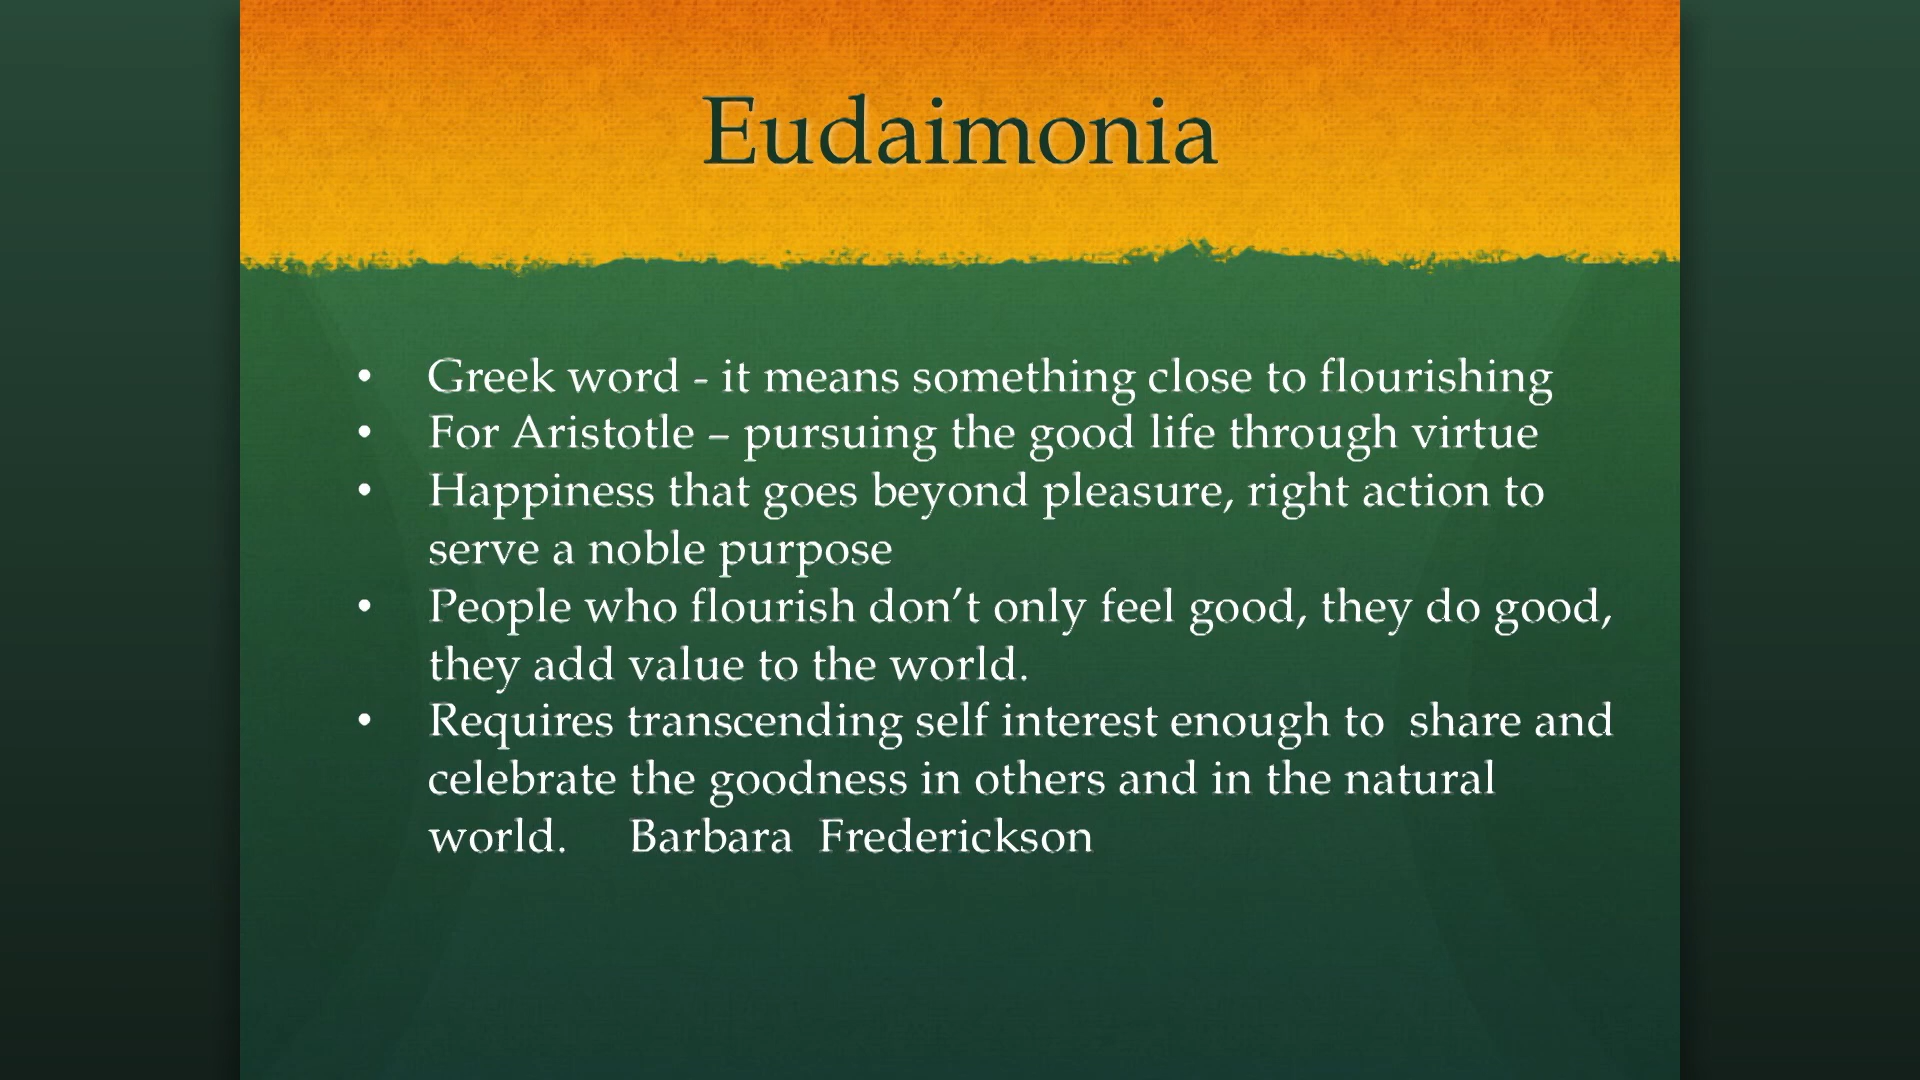 Eudaimonia
• Greek word - it means something close to flourishing
• For Aristotle – pursuing the good life through virtue
• Happiness that goes beyond pleasure, right action to
serve a noble purpose
• People who flourish don’t only feel good, they do good,
they add value to the world.
• Requires transcending self interest enough to  share and
celebrate the goodness in others and in the natural
world.     Barbara  Frederickson